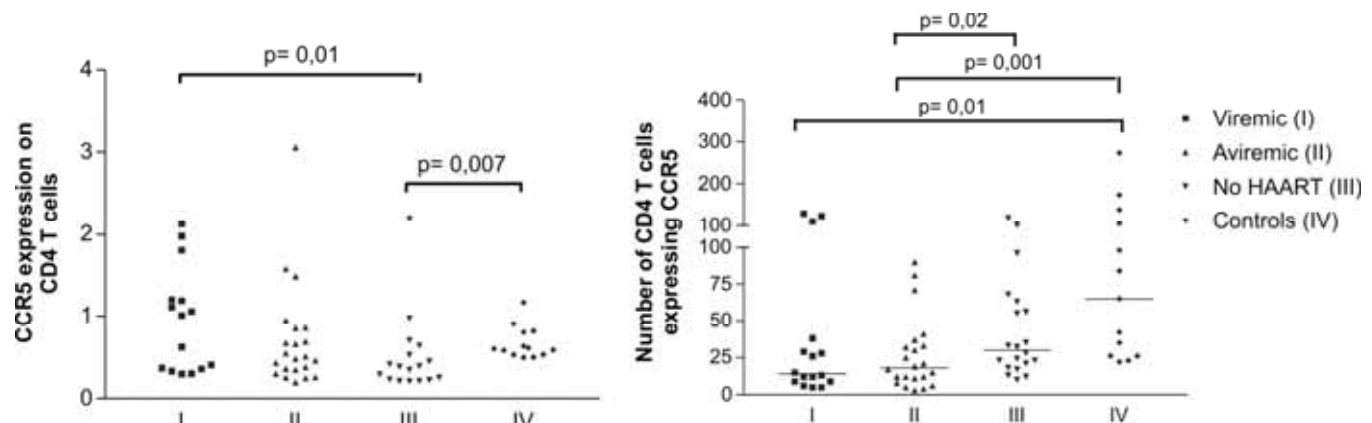 p= 0,01
p= 0,007
4
3
2
1
0
CCR5 expression on
CD4 T cells
I
II
III
IV
p= 0,02
p= 0,001
p= 0,01
400
300
200
100
100
75
50
25
0
Number of CD4 T cells
expressing CCR5
I
II
III
IV
Viremic (I)
Aviremic (II)
No HAART (III)
Controls (IV)